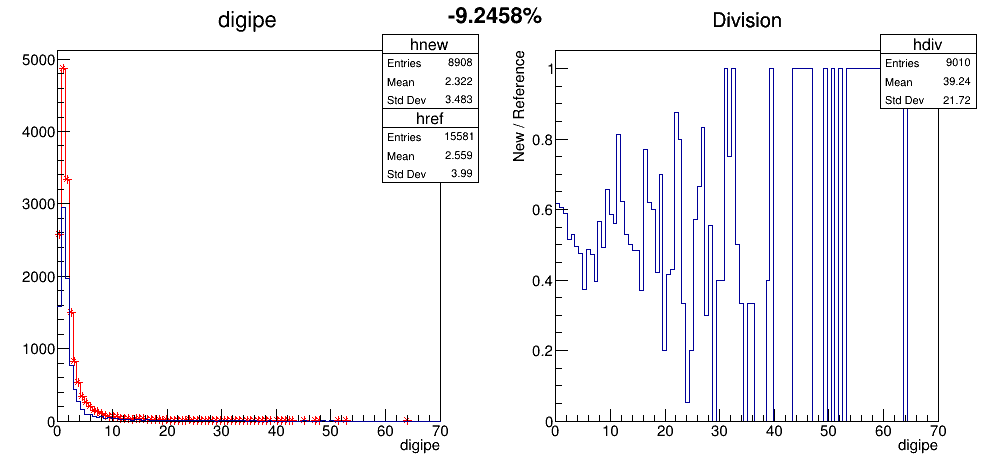 -9.2458%
digipe
hnew
Entries 8908
Mean 2.322
Std Dev 3.483
href
Entries 15581
Mean 2.559
Std Dev 3.99
5000
4000
3000
2000
1000
0
0 10 20 30 40 50 60 70
digipe
Division
hdiv
Entries 9010
Mean 39.24
Std Dev 21.72
New / Reference
1
0.8
0.6
0.4
0.2
0
0 10 20 30 40 50 60 70
digipe